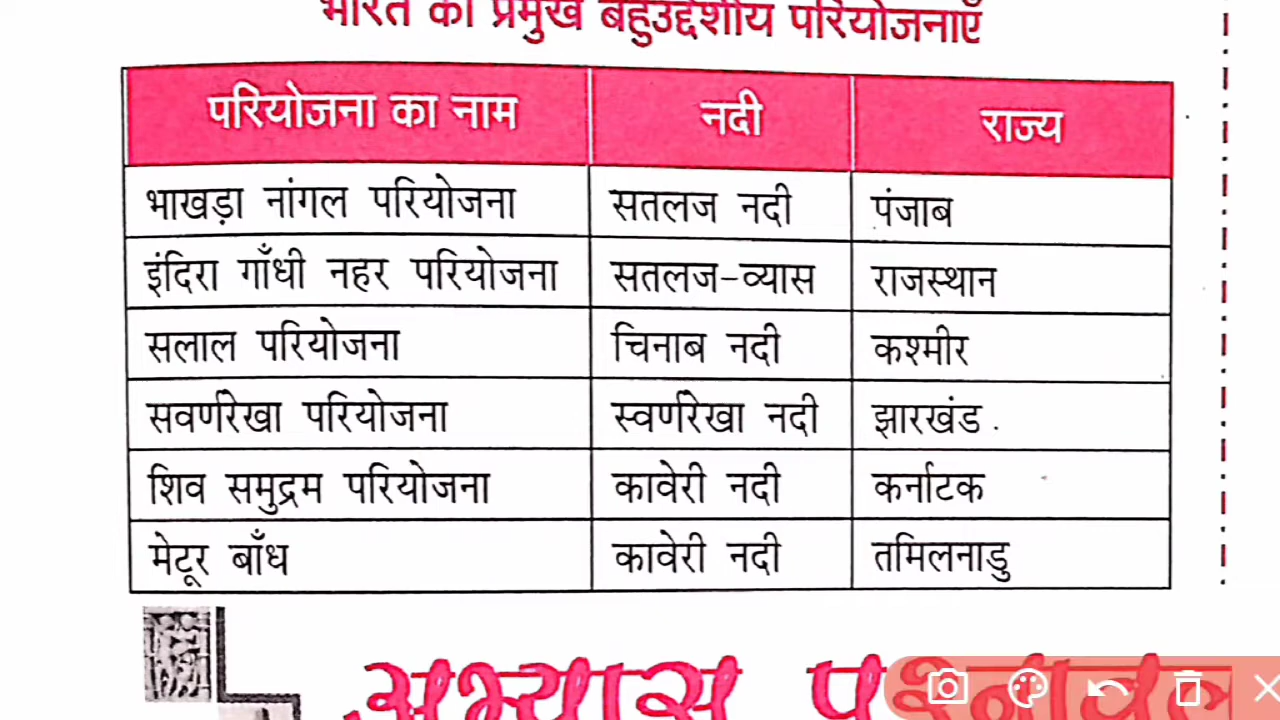 भारत की प्रमुख बहुउद्देशीय परियोजनाएँ
परियोजना का नाम नदी राज्य
भाखड़ा नांगल परियोजना सतलज नदी पंजाब
इंदिरा गाँधी नहर परियोजना सतलज-व्यास राजस्थान
सलाल परियोजना चिनाब नदी कश्मीर
सवर्णरेखा परियोजना स्वर्णरेखा नदी झारखंड .
शिव समुद्रम परियोजना कावेरी नदी कर्नाटक
मेटूर बाँध कावेरी नदी तमिलनाडु
अभ्यास